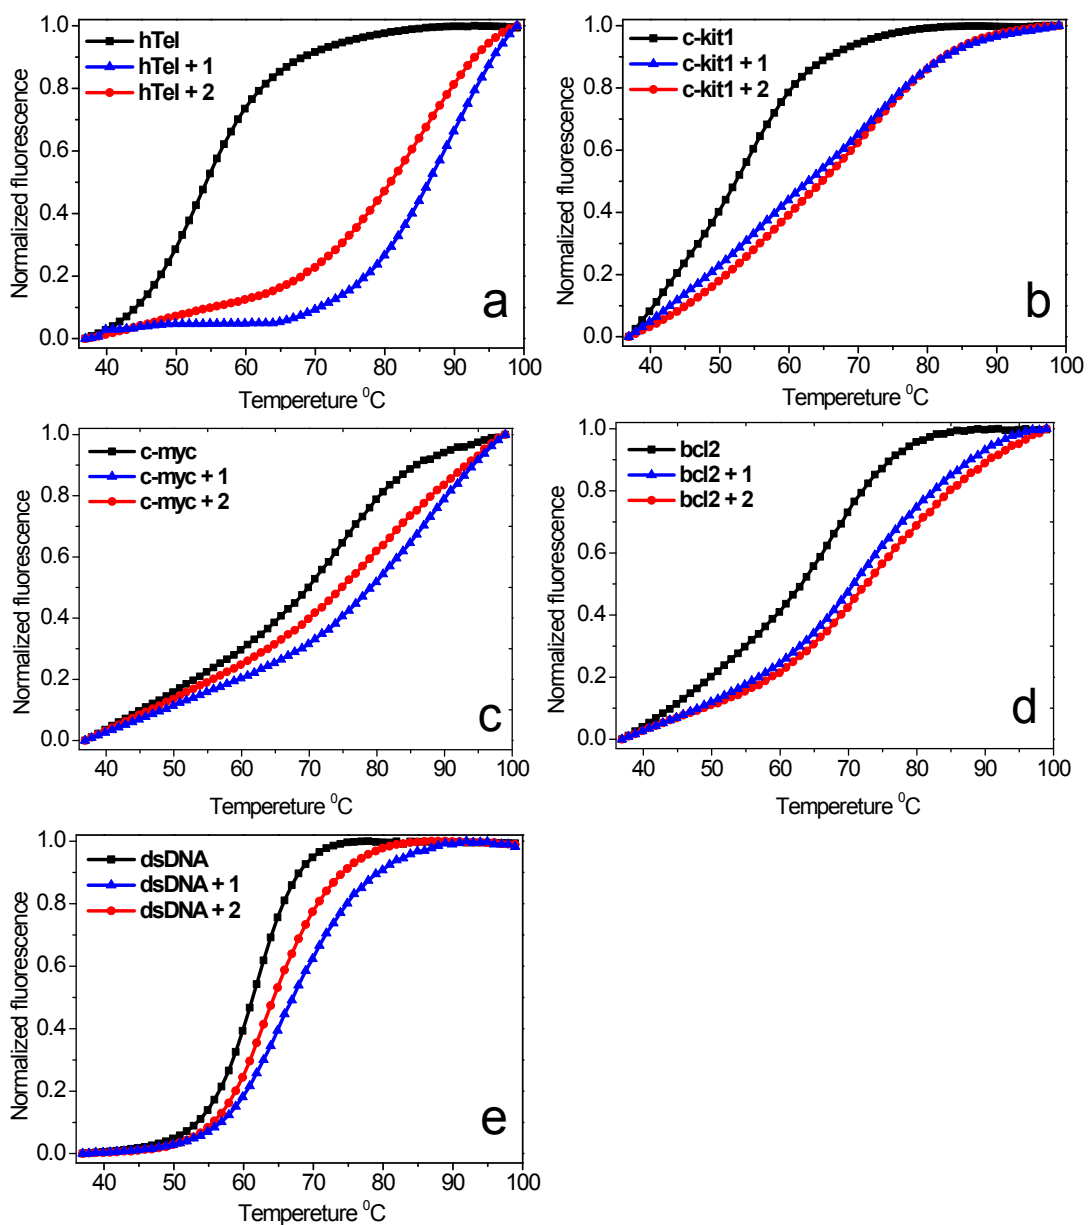 hTel
hTel + 1
hTel + 2
Normalized fluorescence
1.0
0.8
0.6
0.4
0.2
0.0
a
40 50 60 70 80 90 100
Tempereture ⁰C
c-kit1
c-kit1 + 1
c-kit1 + 2
Normalized fluorescence
1.0
0.8
0.6
0.4
0.2
0.0
b
40 50 60 70 80 90 100
Tempereture ⁰C
c-myc
c-myc + 1
c-myc + 2
Normalized fluorescence
1.0
0.8
0.6
0.4
0.2
0.0
c
40 50 60 70 80 90 100
Tempereture ⁰C
bcl2
bcl2 + 1
bcl2 + 2
Normalized fluorescence
1.0
0.8
0.6
0.4
0.2
0.0
d
40 50 60 70 80 90 100
Tempereture ⁰C
dsDNA
dsDNA + 1
dsDNA + 2
Normalized fluorescence
1.0
0.8
0.6
0.4
0.2
0.0
e
40 50 60 70 80 90 100
Tempereture ⁰C